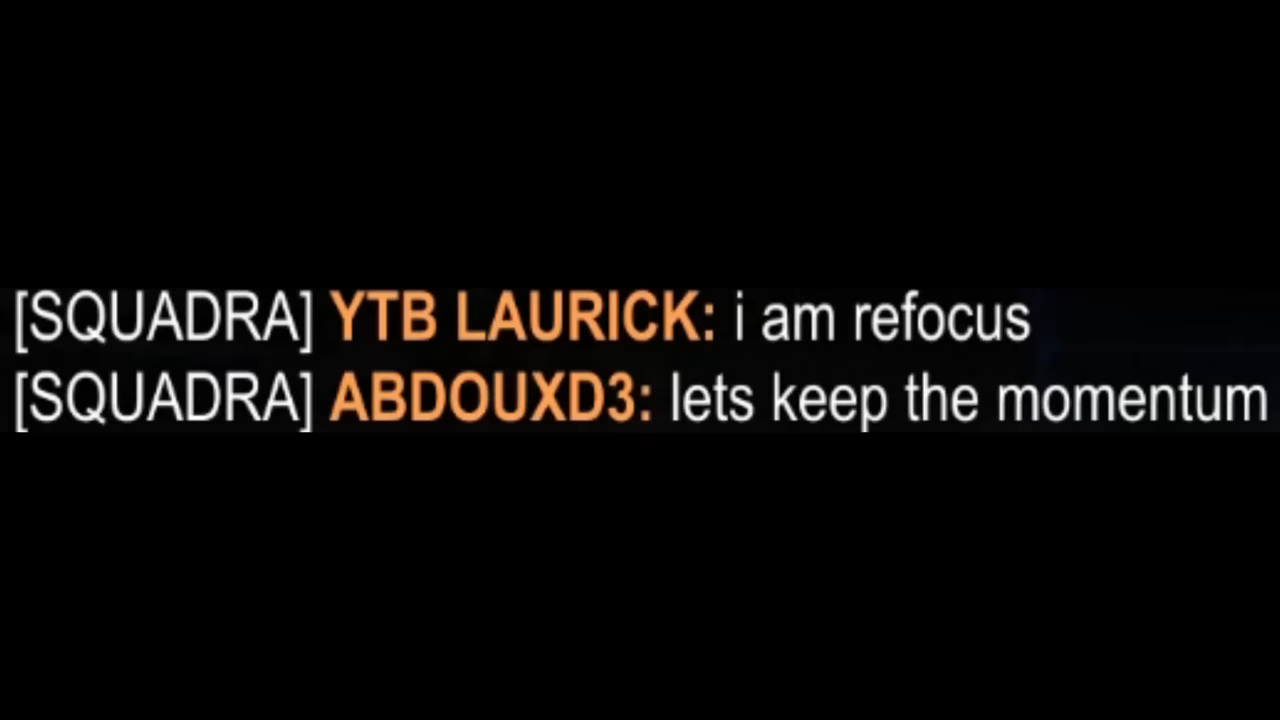 [SQUADRA] YTB LAURICK: i am refocus
[SQUADRA] ABDOUXD3: lets keep the momentum